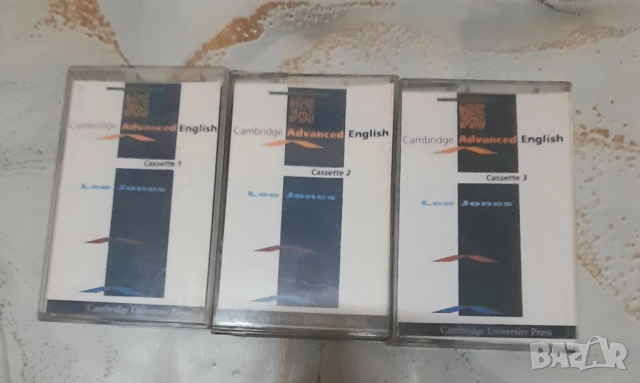 Cambridge Advanced English
Cassette 1
Leo Jones
Cambridge University Press
Cambridge Advanced English
Cassette 2
Leo Jones
Cambridge Advanced English
Cassette 3
Leo Jones
Cambridge University Press
BAZAR.bg